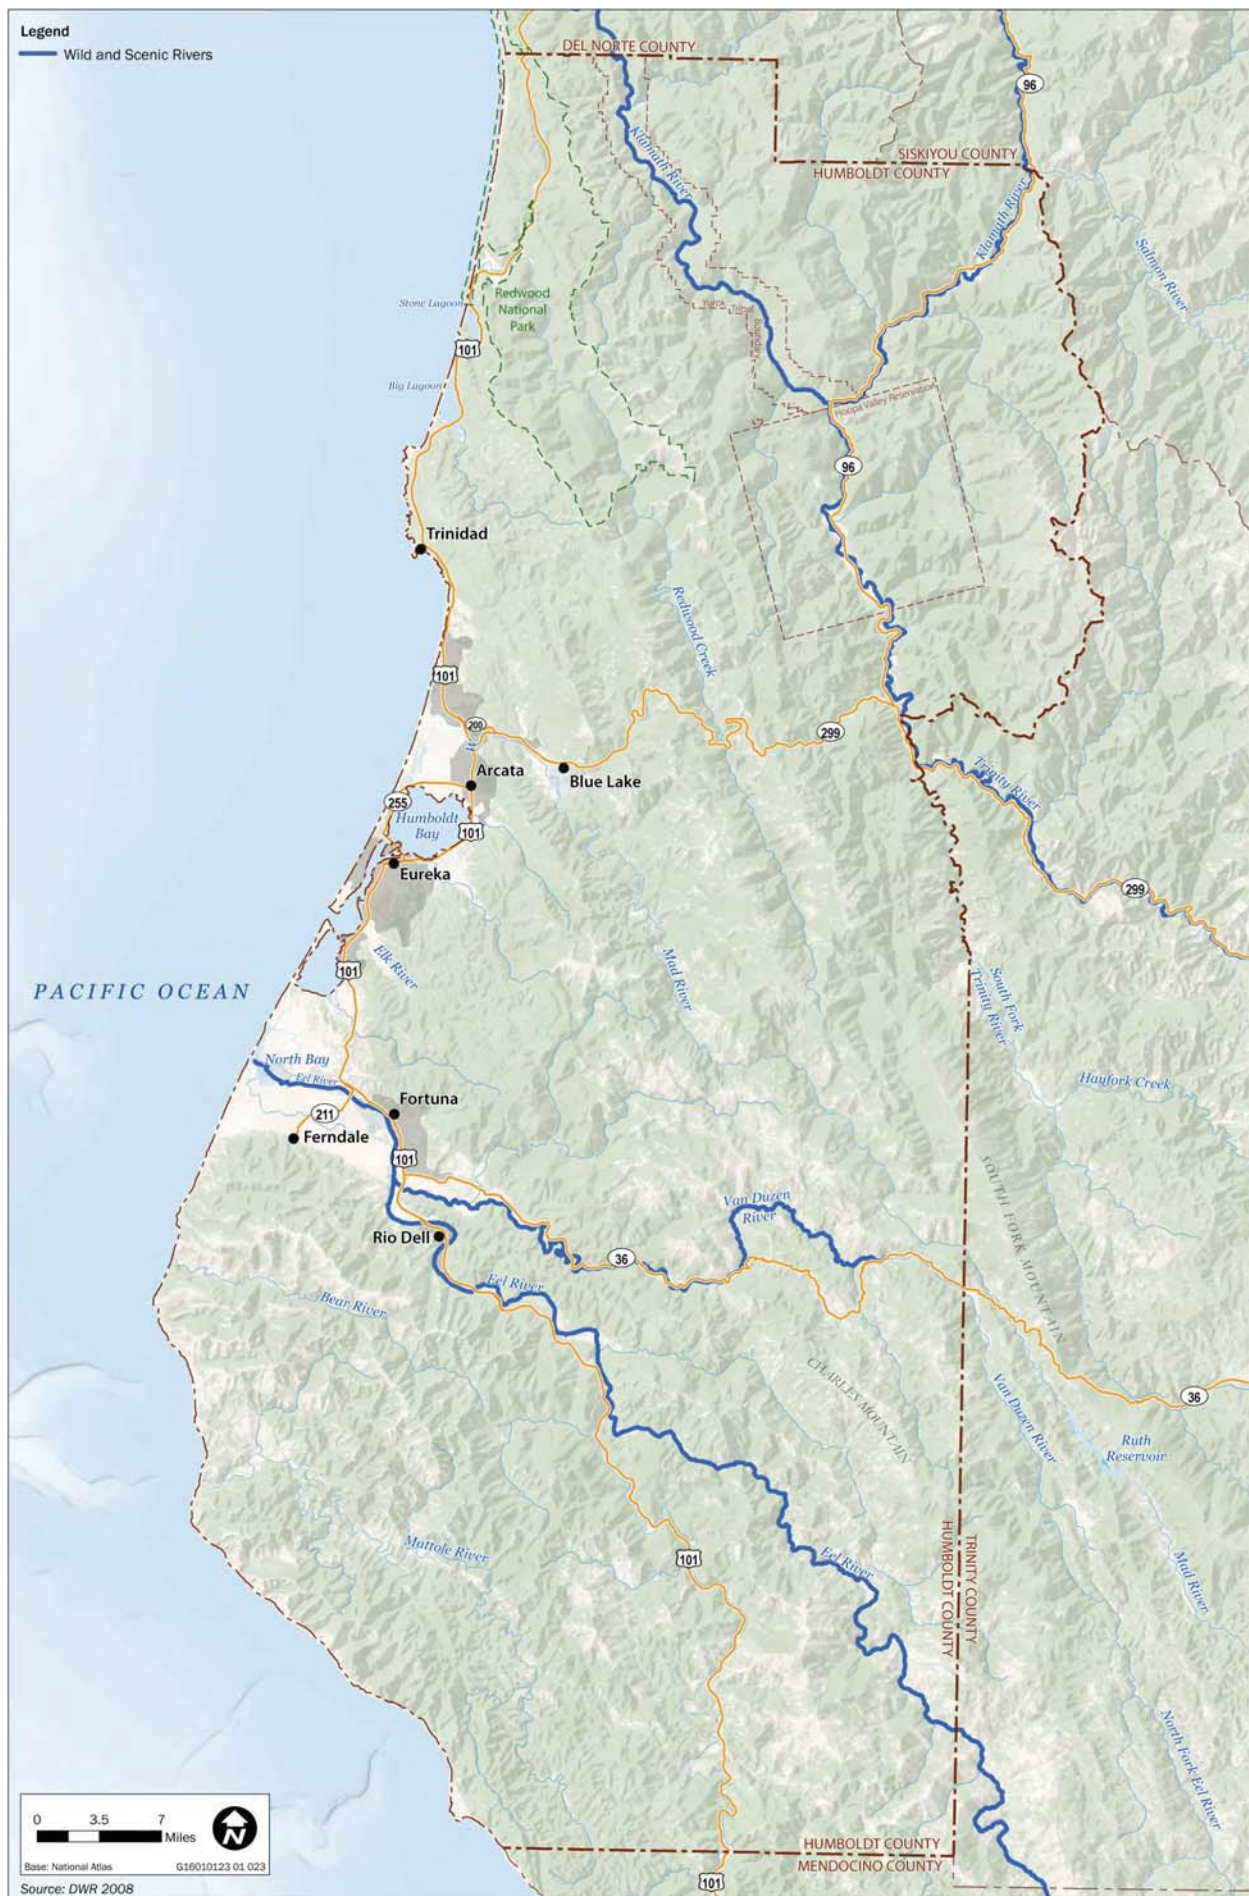 Legend
Wild and Scenic Rivers
DEL NORTE COUNTY
96
SISKIYOU COUNTY
HUMBOLDT COUNTY
Klamath River
Klamath River
Salmon River
Redwood
National
Park
Stone Lagoon
Yurok Tribal
Boundary
101
Big Lagoon
Hoopa Valley Reservation
96
Trinidad
Redwood Creek
101
200
299
Arcata
Blue Lake
Trinity River
255
Humboldt
Bay
101
Eureka
299
Elk River
Mad River
101
PACIFIC OCEAN
South Fork
Trinity River
North Bay
Eel River
Hayfork Creek
Fortuna
211
Ferndale
101
SOUTH FORK MOUNTAIN
Van Duzen
River
Rio Dell
36
Eel River
Bear River
CHARLES MOUNTAIN
Van Duzen River
36
Ruth
Reservoir
Mattole River
101
Eel River
HUMBOLDT COUNTY
TRINITY COUNTY
Mad River
North Fork Eel River
0 3.5 7
Miles
N
Base: National Atlas G16010123 01 023
Source: DWR 2008
HUMBOLDT COUNTY
MENDOCINO COUNTY
101